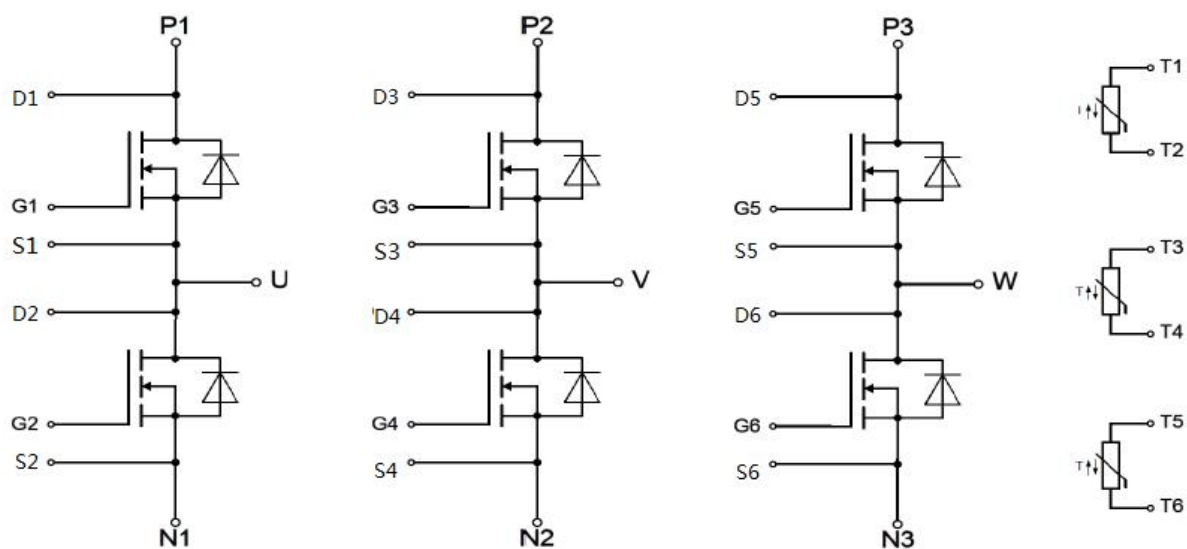 P1
P2
P3
D1
D3
D5
T1
T2
G1
G3
G5
S1
S3
S5
T3
U
V
W
D2
'D4
D6
T↑↓
T4
G2
G4
G6
T5
S2
S4
S6
T↑↓
T6
N1
N2
N3